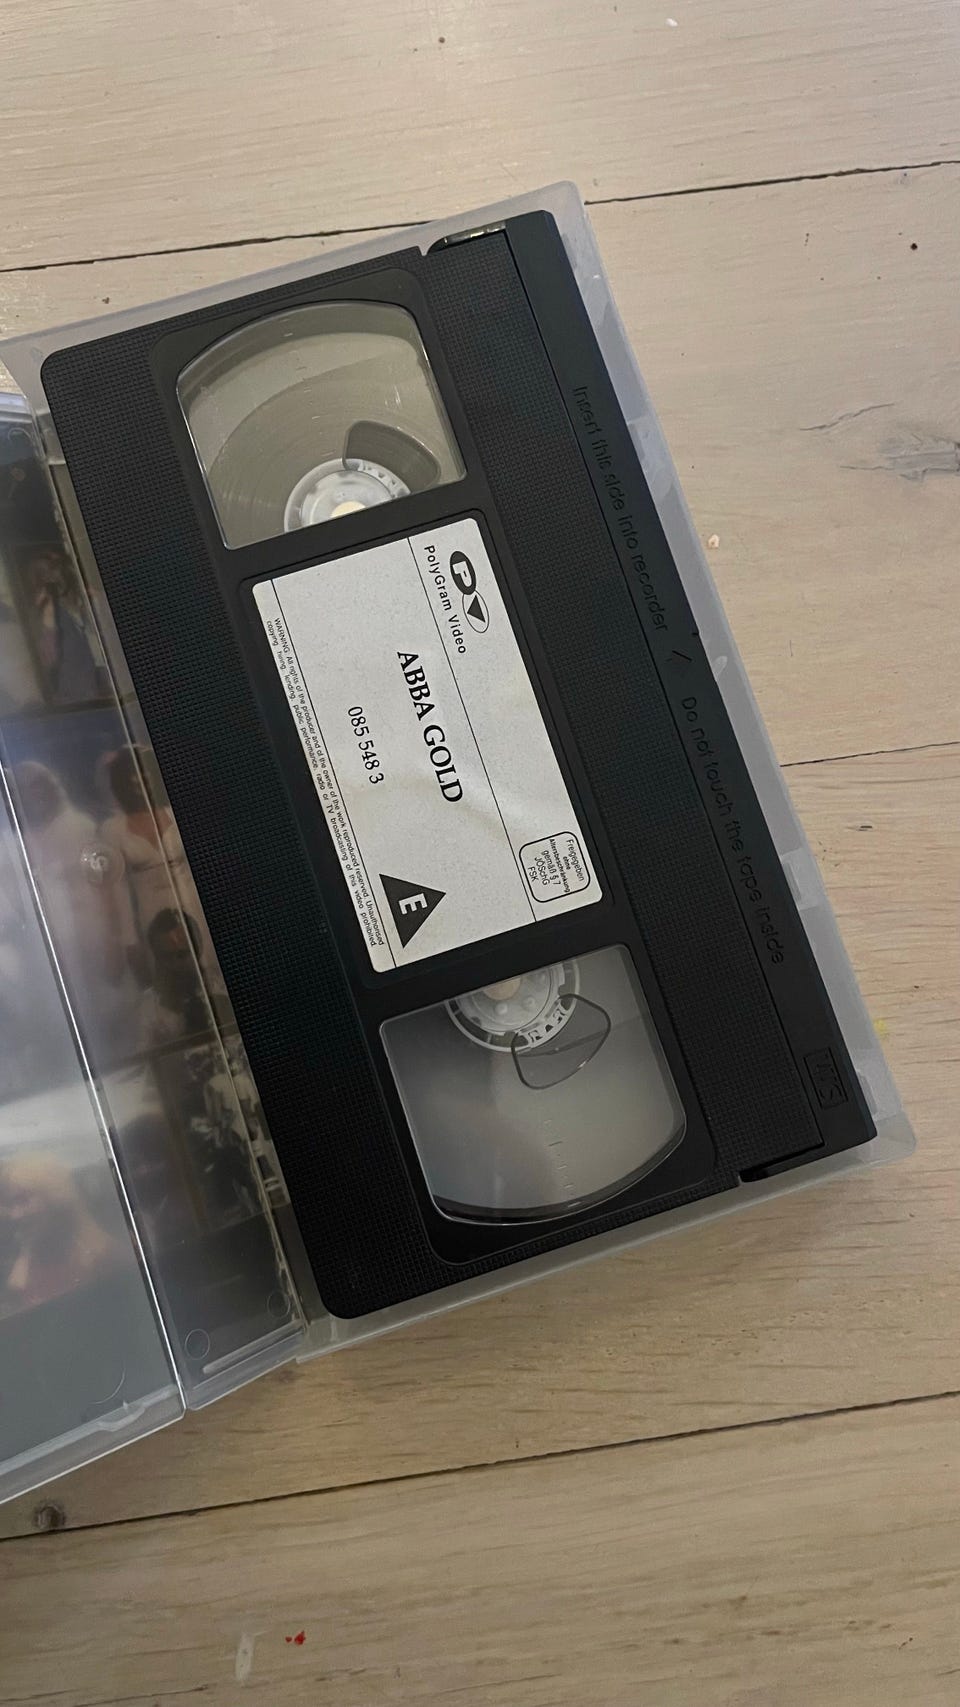 Insert this side into recorder / Do not touch the tape inside
VHS
PV
PolyGram Video
ABBA GOLD
085 548 3
Freigegeben
ohne
Altersbeschränkung
gemäß § 7
JÖSchG
FSK
E
WARNING: All rights of the producer and of the owner of the work reproduced reserved. Unauthorised
copying, hiring, lending, public performance, radio or TV broadcasting of this video prohibited.